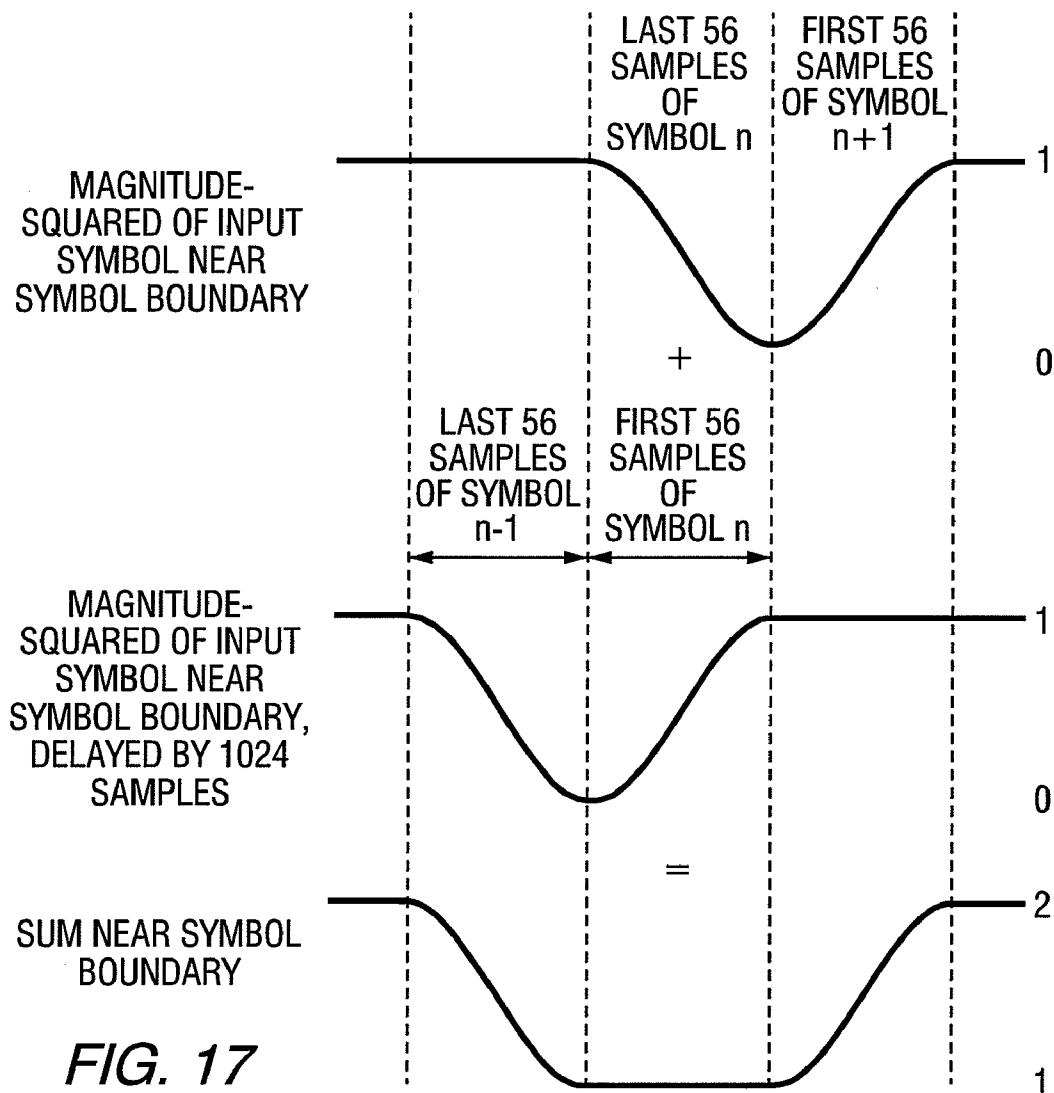 LAST 56
SAMPLES
OF
SYMBOL n
FIRST 56
SAMPLES
OF SYMBOL
n+1
MAGNITUDE-
SQUARED OF INPUT
SYMBOL NEAR
SYMBOL BOUNDARY
1
+
0
LAST 56
SAMPLES
OF SYMBOL
n-1
FIRST 56
SAMPLES
OF
SYMBOL n
MAGNITUDE-
SQUARED OF INPUT
SYMBOL NEAR
SYMBOL BOUNDARY,
DELAYED BY 1024
SAMPLES
1
0
=
SUM NEAR SYMBOL
BOUNDARY
2
1
FIG. 17